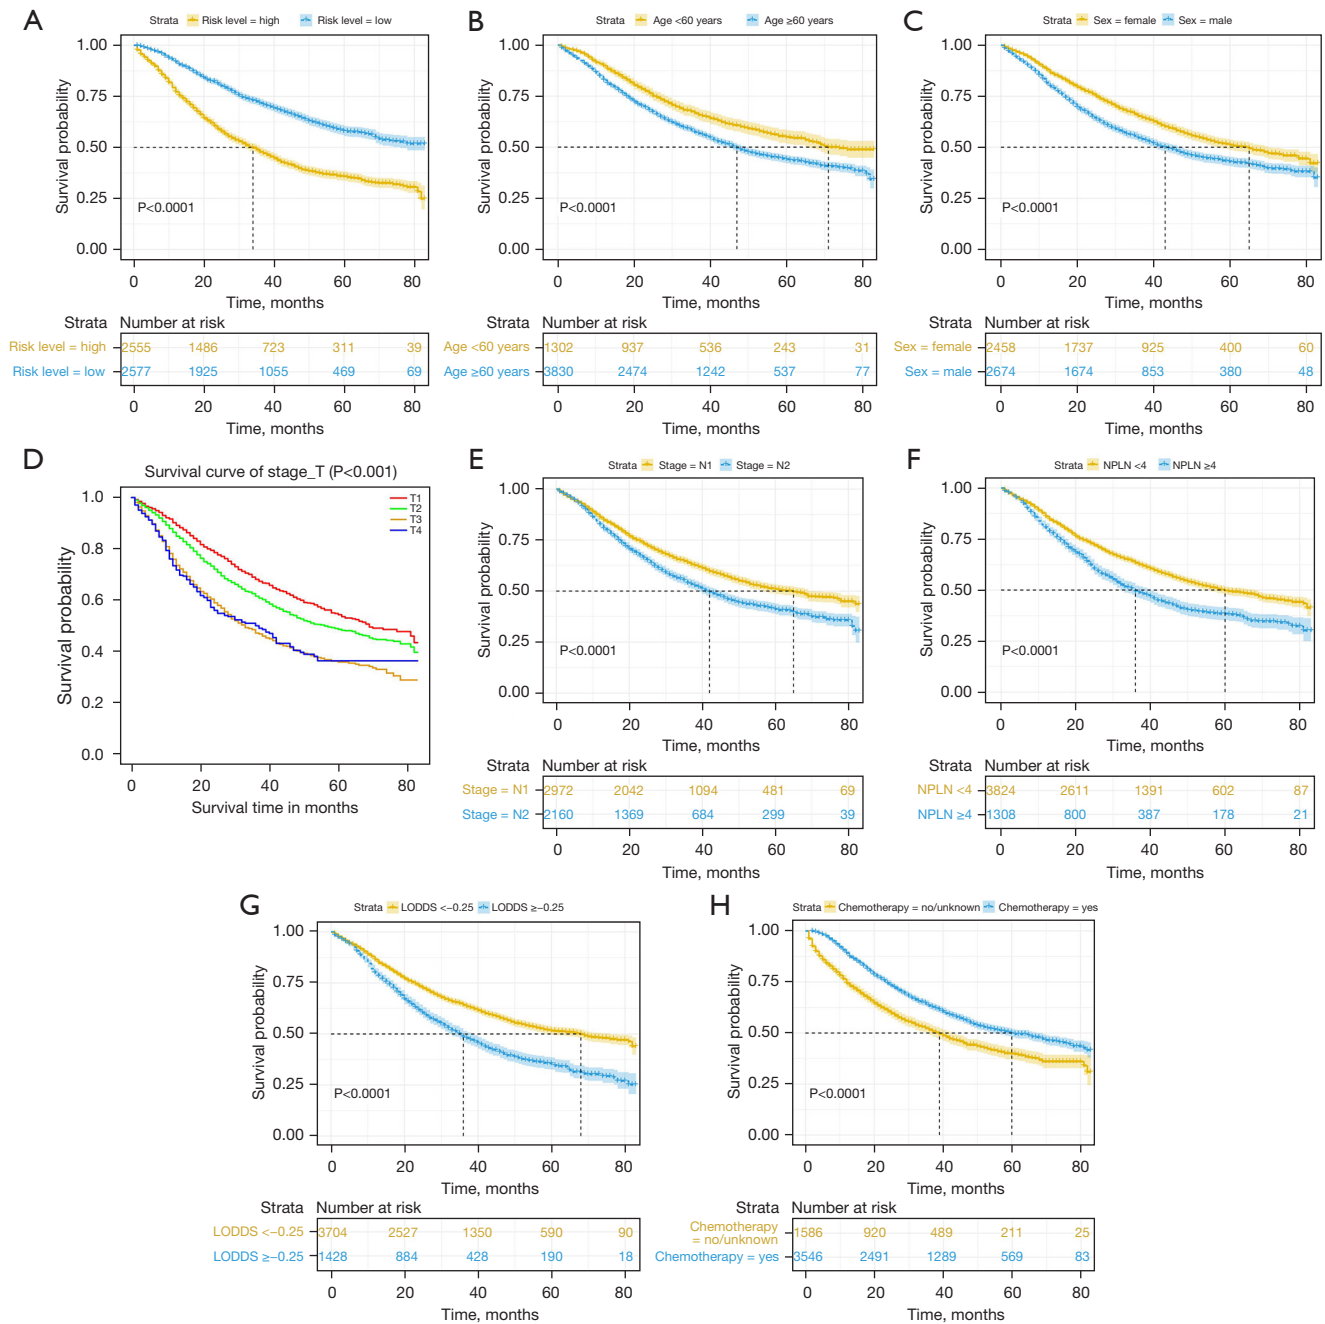 A
Strata Risk level = high Risk level = low
Survival probability
1.00
0.75
0.50
0.25
0.00
P<0.0001
0 20 40 60 80
Time, months
Strata Number at risk
Risk level = high 2555 1486 723 311 39
Risk level = low 2577 1925 1055 469 69
0 20 40 60 80
Time, months
B
Strata Age <60 years Age ≥60 years
Survival probability
1.00
0.75
0.50
0.25
0.00
P<0.0001
0 20 40 60 80
Time, months
Strata Number at risk
Age <60 years 1302 937 536 243 31
Age ≥60 years 3830 2474 1242 537 77
0 20 40 60 80
Time, months
C
Strata Sex = female Sex = male
Survival probability
1.00
0.75
0.50
0.25
0.00
P<0.0001
0 20 40 60 80
Time, months
Strata Number at risk
Sex = female 2458 1737 925 400 60
Sex = male 2674 1674 853 380 48
0 20 40 60 80
Time, months
D
Survival curve of stage_T (P<0.001)
Survival probability
1.0
0.8
0.6
0.4
0.2
0.0
T1
T2
T3
T4
0 20 40 60 80
Survival time in months
E
Strata Stage = N1 Stage = N2
Survival probability
1.00
0.75
0.50
0.25
0.00
P<0.0001
0 20 40 60 80
Time, months
Strata Number at risk
Stage = N1 2972 2042 1094 481 69
Stage = N2 2160 1369 684 299 39
0 20 40 60 80
Time, months
F
Strata NPLN <4 NPLN ≥4
Survival probability
1.00
0.75
0.50
0.25
0.00
P<0.0001
0 20 40 60 80
Time, months
Strata Number at risk
NPLN <4 3824 2611 1391 602 87
NPLN ≥4 1308 800 387 178 21
0 20 40 60 80
Time, months
G
Strata LODDS <−0.25 LODDS ≥−0.25
Survival probability
1.00
0.75
0.50
0.25
0.00
P<0.0001
0 20 40 60 80
Time, months
Strata Number at risk
LODDS <−0.25 3704 2527 1350 590 90
LODDS ≥−0.25 1428 884 428 190 18
0 20 40 60 80
Time, months
H
Strata Chemotherapy = no/unknown Chemotherapy = yes
Survival probability
1.00
0.75
0.50
0.25
0.00
P<0.0001
0 20 40 60 80
Time, months
Strata Number at risk
Chemotherapy
= no/unknown 1586 920 489 211 25
Chemotherapy = yes 3546 2491 1289 569 83
0 20 40 60 80
Time, months